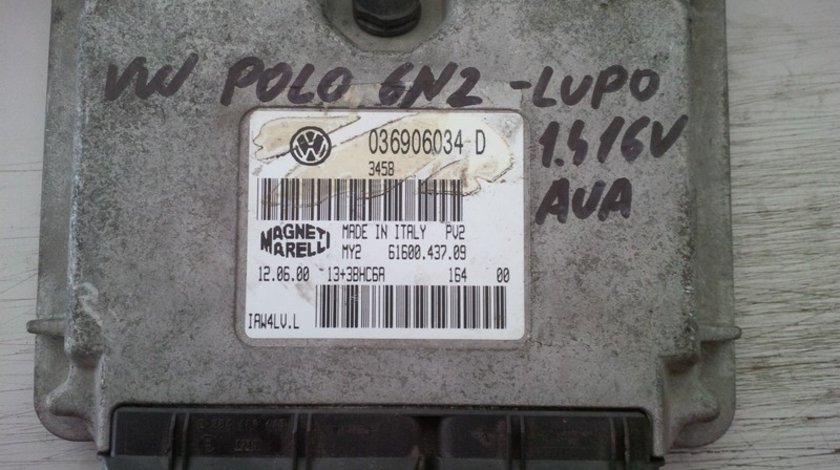 VW POLO 6N2 -LUPO
1.4 16V
AUA
036906034 D
3458
MAGNETI MARELLI
MADE IN ITALY PV2
MY2 61600.437.09
12.06.00 13+3BHC6A 164 00
IAW4LV.L